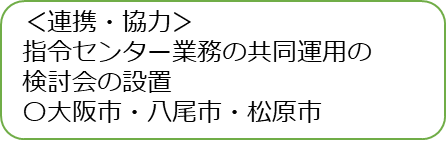 ＜連携・協力＞
指令センター業務の共同運用の
検討会の設置
〇大阪市・八尾市・松原市